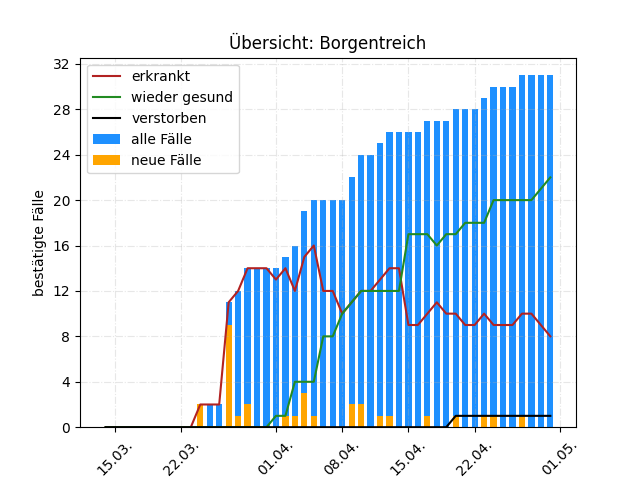 Übersicht: Borgentreich
erkrankt
wieder gesund
verstorben
alle Fälle
neue Fälle
bestätigte Fälle
32
28
24
20
16
12
8
4
0
15.03.
22.03.
01.04.
08.04.
15.04.
22.04.
01.05.